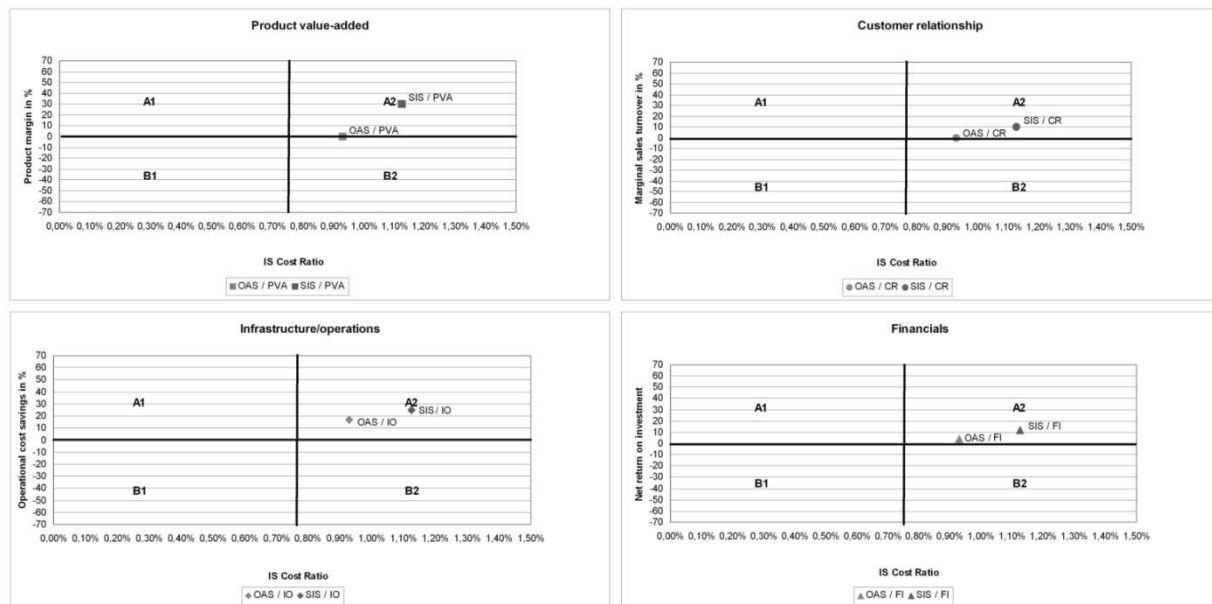 Product value-added
Product margin in %
70
60
50
40
30
20
10
0
-10
-20
-30
-40
-50
-60
-70
A1
A2
SIS / PVA
OAS / PVA
B1
B2
0,00% 0,10% 0,20% 0,30% 0,40% 0,50% 0,60% 0,70% 0,80% 0,90% 1,00% 1,10% 1,20% 1,30% 1,40% 1,50%
IS Cost Ratio
OAS / PVA SIS / PVA
Customer relationship
Marginal sales turnover in %
70
60
50
40
30
20
10
0
-10
-20
-30
-40
-50
-60
-70
A1
A2
SIS / CR
OAS / CR
B1
B2
0,00% 0,10% 0,20% 0,30% 0,40% 0,50% 0,60% 0,70% 0,80% 0,90% 1,00% 1,10% 1,20% 1,30% 1,40% 1,50%
IS Cost Ratio
OAS / CR SIS / CR
Infrastructure/operations
Operational cost savings in %
70
60
50
40
30
20
10
0
-10
-20
-30
-40
-50
-60
-70
A1
A2
SIS / IO
OAS / IO
B1
B2
0,00% 0,10% 0,20% 0,30% 0,40% 0,50% 0,60% 0,70% 0,80% 0,90% 1,00% 1,10% 1,20% 1,30% 1,40% 1,50%
IS Cost Ratio
OAS / IO SIS / IO
Financials
Net return on investment
70
60
50
40
30
20
10
0
-10
-20
-30
-40
-50
-60
-70
A1
A2
SIS / FI
OAS / FI
B1
B2
0,00% 0,10% 0,20% 0,30% 0,40% 0,50% 0,60% 0,70% 0,80% 0,90% 1,00% 1,10% 1,20% 1,30% 1,40% 1,50%
IS Cost Ratio
OAS / FI SIS / FI